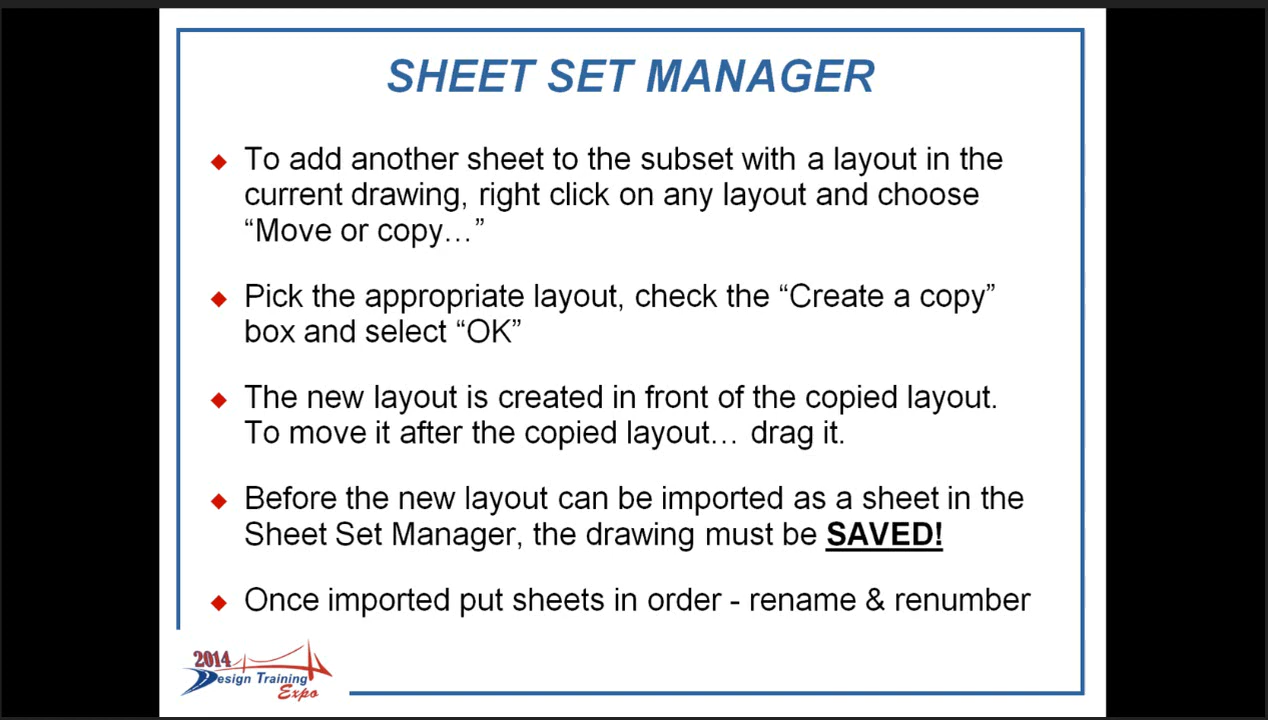 SHEET SET MANAGER
To add another sheet to the subset with a layout in the
current drawing, right click on any layout and choose
“Move or copy…”
Pick the appropriate layout, check the “Create a copy”
box and select “OK”
The new layout is created in front of the copied layout.
To move it after the copied layout… drag it.
Before the new layout can be imported as a sheet in the
Sheet Set Manager, the drawing must be SAVED!
Once imported put sheets in order - rename & renumber
2014
Design Training
Expo